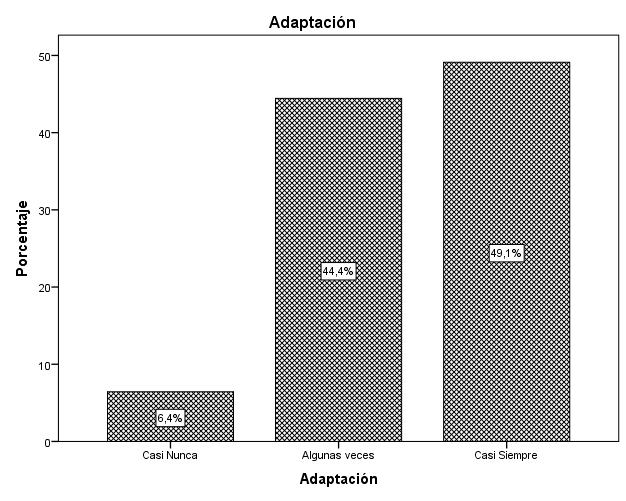 Adaptación
Porcentaje
50
40
30
20
10
0
6,4%
44,4%
49,1%
Casi Nunca
Algunas veces
Casi Siempre
Adaptación